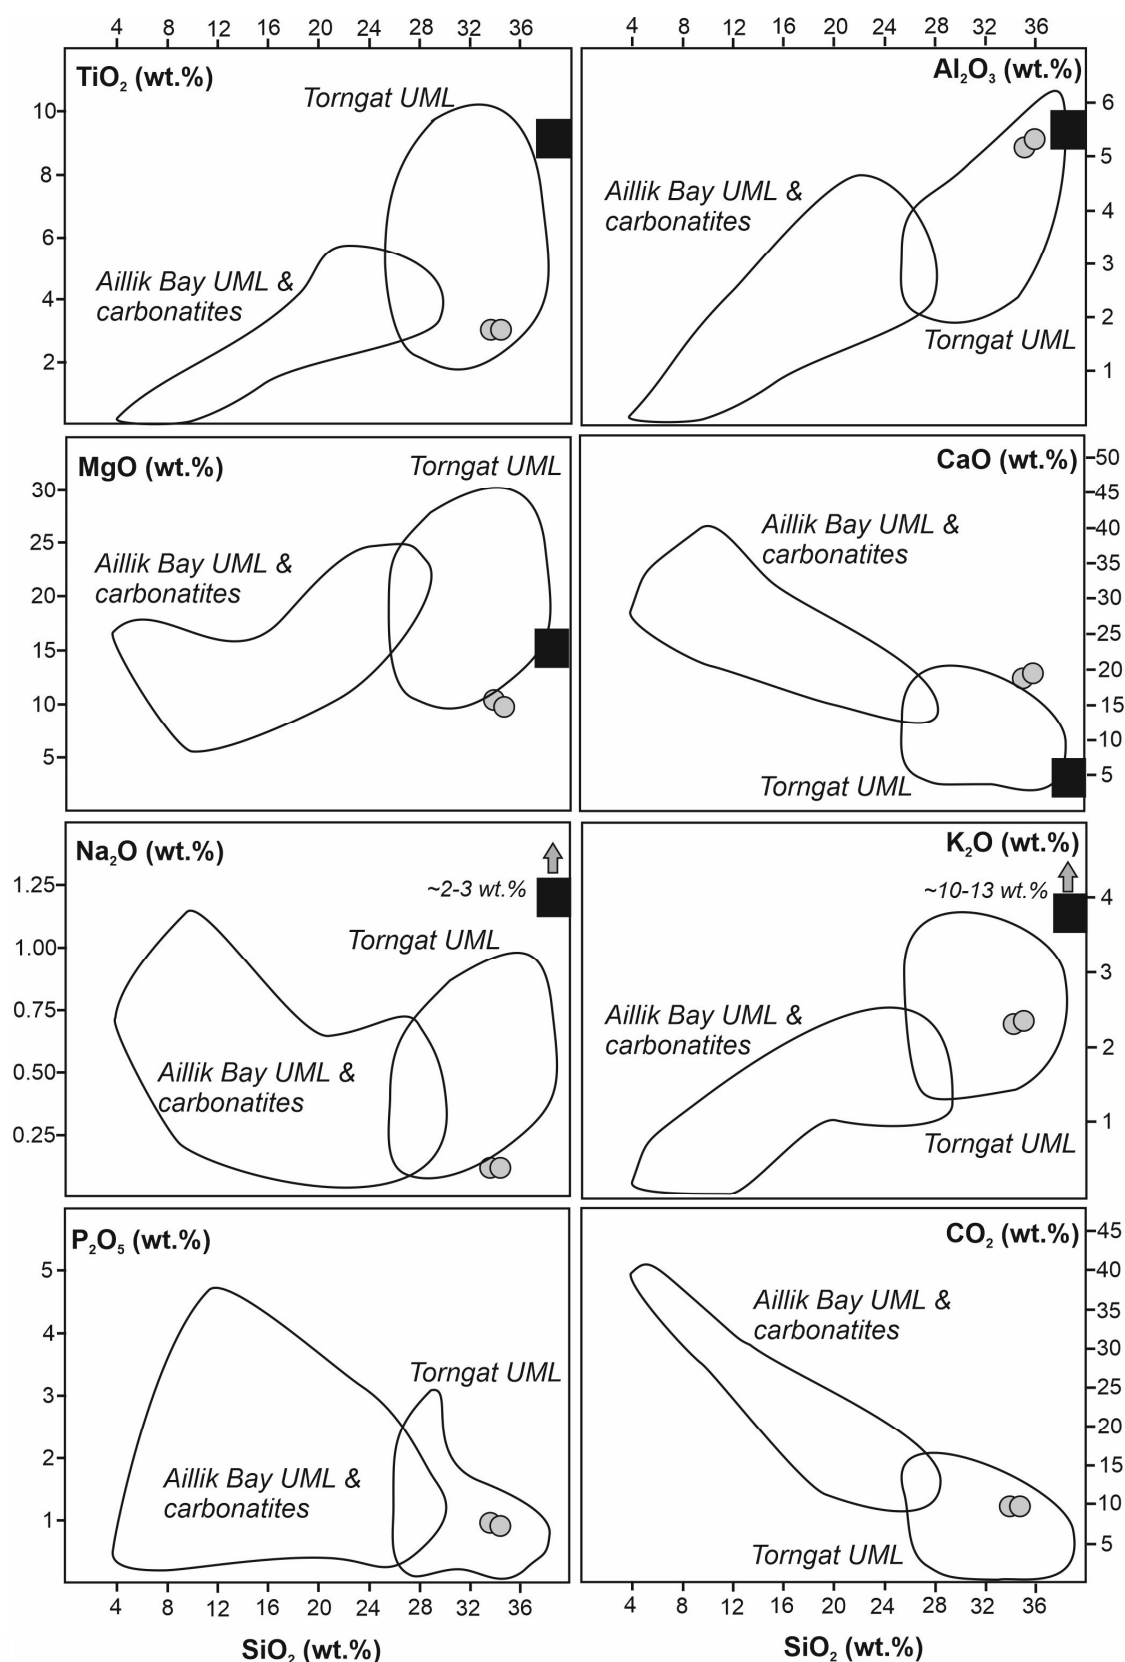 4 8 12 16 20 24 28 32 36
4 8 12 16 20 24 28 32 36
TiO₂ (wt.%)
Torngat UML
10
8
6
4
2
Aillik Bay UML &
carbonatites
Al₂O₃ (wt.%)
Aillik Bay UML &
carbonatites
Torngat UML
6
5
4
3
2
1
MgO (wt.%)
Torngat UML
30
25
20
15
10
5
Aillik Bay UML &
carbonatites
CaO (wt.%)
Aillik Bay UML &
carbonatites
Torngat UML
50
45
40
35
30
25
20
15
10
5
Na₂O (wt.%)
~2-3 wt.%
Torngat UML
1.25
1.00
0.75
0.50
0.25
Aillik Bay UML &
carbonatites
K₂O (wt.%)
~10-13 wt.%
Aillik Bay UML &
carbonatites
Torngat UML
4
3
2
1
P₂O₅ (wt.%)
5
4
3
2
1
Torngat UML
Aillik Bay UML &
carbonatites
CO₂ (wt.%)
Aillik Bay UML &
carbonatites
Torngat UML
45
40
35
30
25
20
15
10
5
4 8 12 16 20 24 28 32 36
SiO₂ (wt.%)
4 8 12 16 20 24 28 32 36
SiO₂ (wt.%)